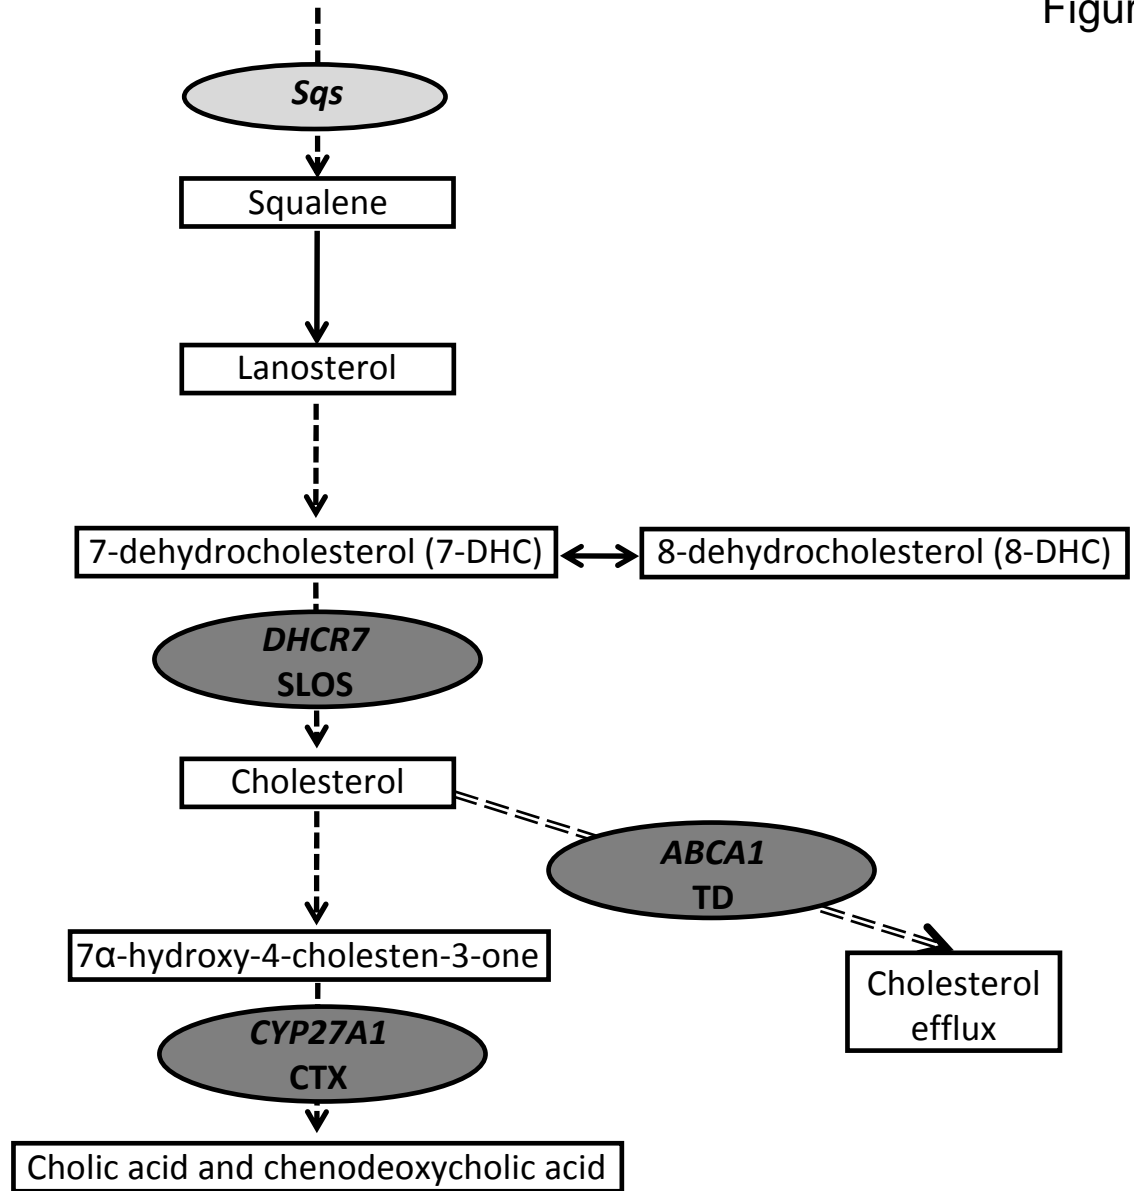 Figur
Sqs
Squalene
Lanosterol
7-dehydrocholesterol (7-DHC)
8-dehydrocholesterol (8-DHC)
DHCR7
SLOS
Cholesterol
ABCA1
TD
7α-hydroxy-4-cholesten-3-one
Cholesterol
efflux
CYP27A1
CTX
Cholic acid and chenodeoxycholic acid